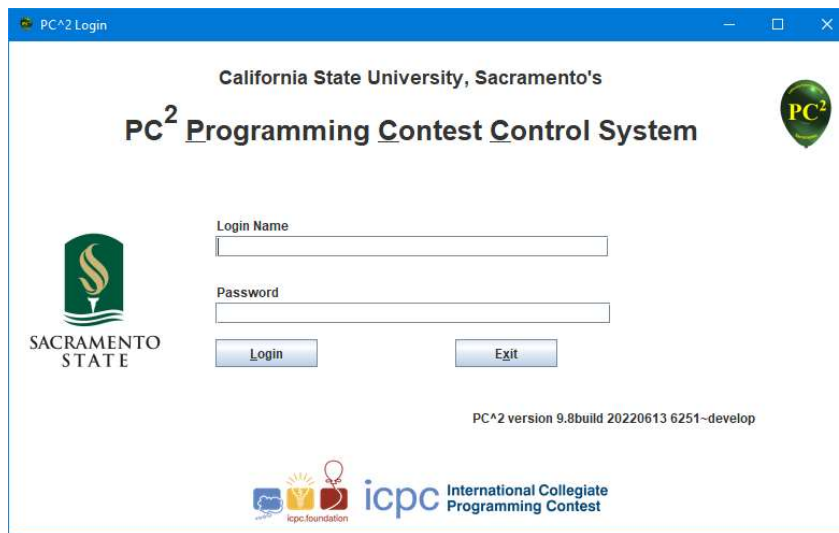 PC^2 Login
California State University, Sacramento's
PC2 Programming Contest Control System
PC2
Login Name
Password
SACRAMENTO
STATE
Login
Exit
PC^2 version 9.8build 20220613 6251~develop
icpc.foundation
icpc
International Collegiate
Programming Contest